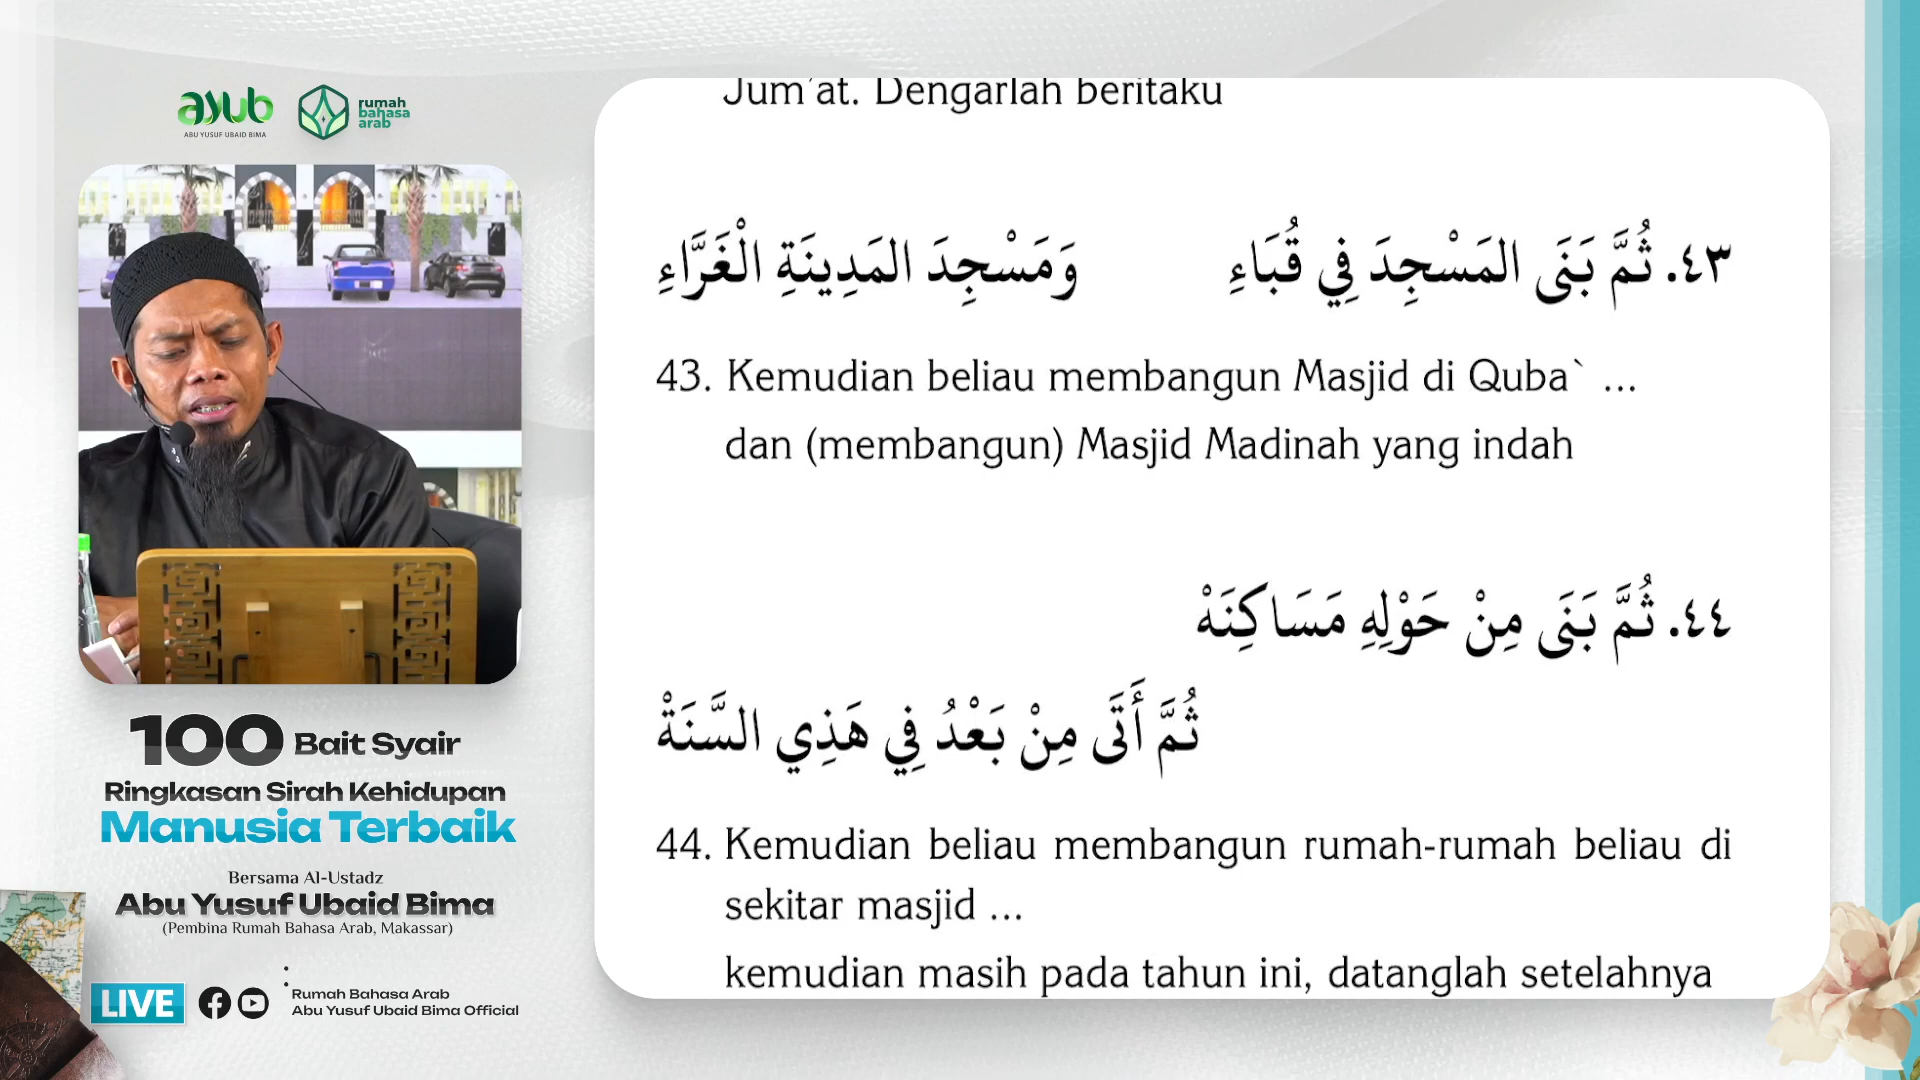 ayub
ABU YUSUF UBAID BIMA
rumah
bahasa
arab
Jum'at. Dengarlah beritaku
٤٣. ثُمَّ بَنَى المَسْجِدَ فِي قُبَاءِ وَمَسْجِدَ المَدِينَةِ الْغَرَّاءِ
43. Kemudian beliau membangun Masjid di Quba` ...
dan (membangun) Masjid Madinah yang indah
٤٤. ثُمَّ بَنَى مِنْ حَوْلِهِ مَسَاكِنَهْ
ثُمَّ أَتَى مِنْ بَعْدُ فِي هَذِي السَّنَةْ
44. Kemudian beliau membangun rumah-rumah beliau di
sekitar masjid ...
kemudian masih pada tahun ini, datanglah setelahnya
100 Bait Syair
Ringkasan Sirah Kehidupan
Manusia Terbaik
Bersama Al-Ustadz
Abu Yusuf Ubaid Bima
(Pembina Rumah Bahasa Arab, Makassar)
:
LIVE
: Rumah Bahasa Arab
Abu Yusuf Ubaid Bima Official